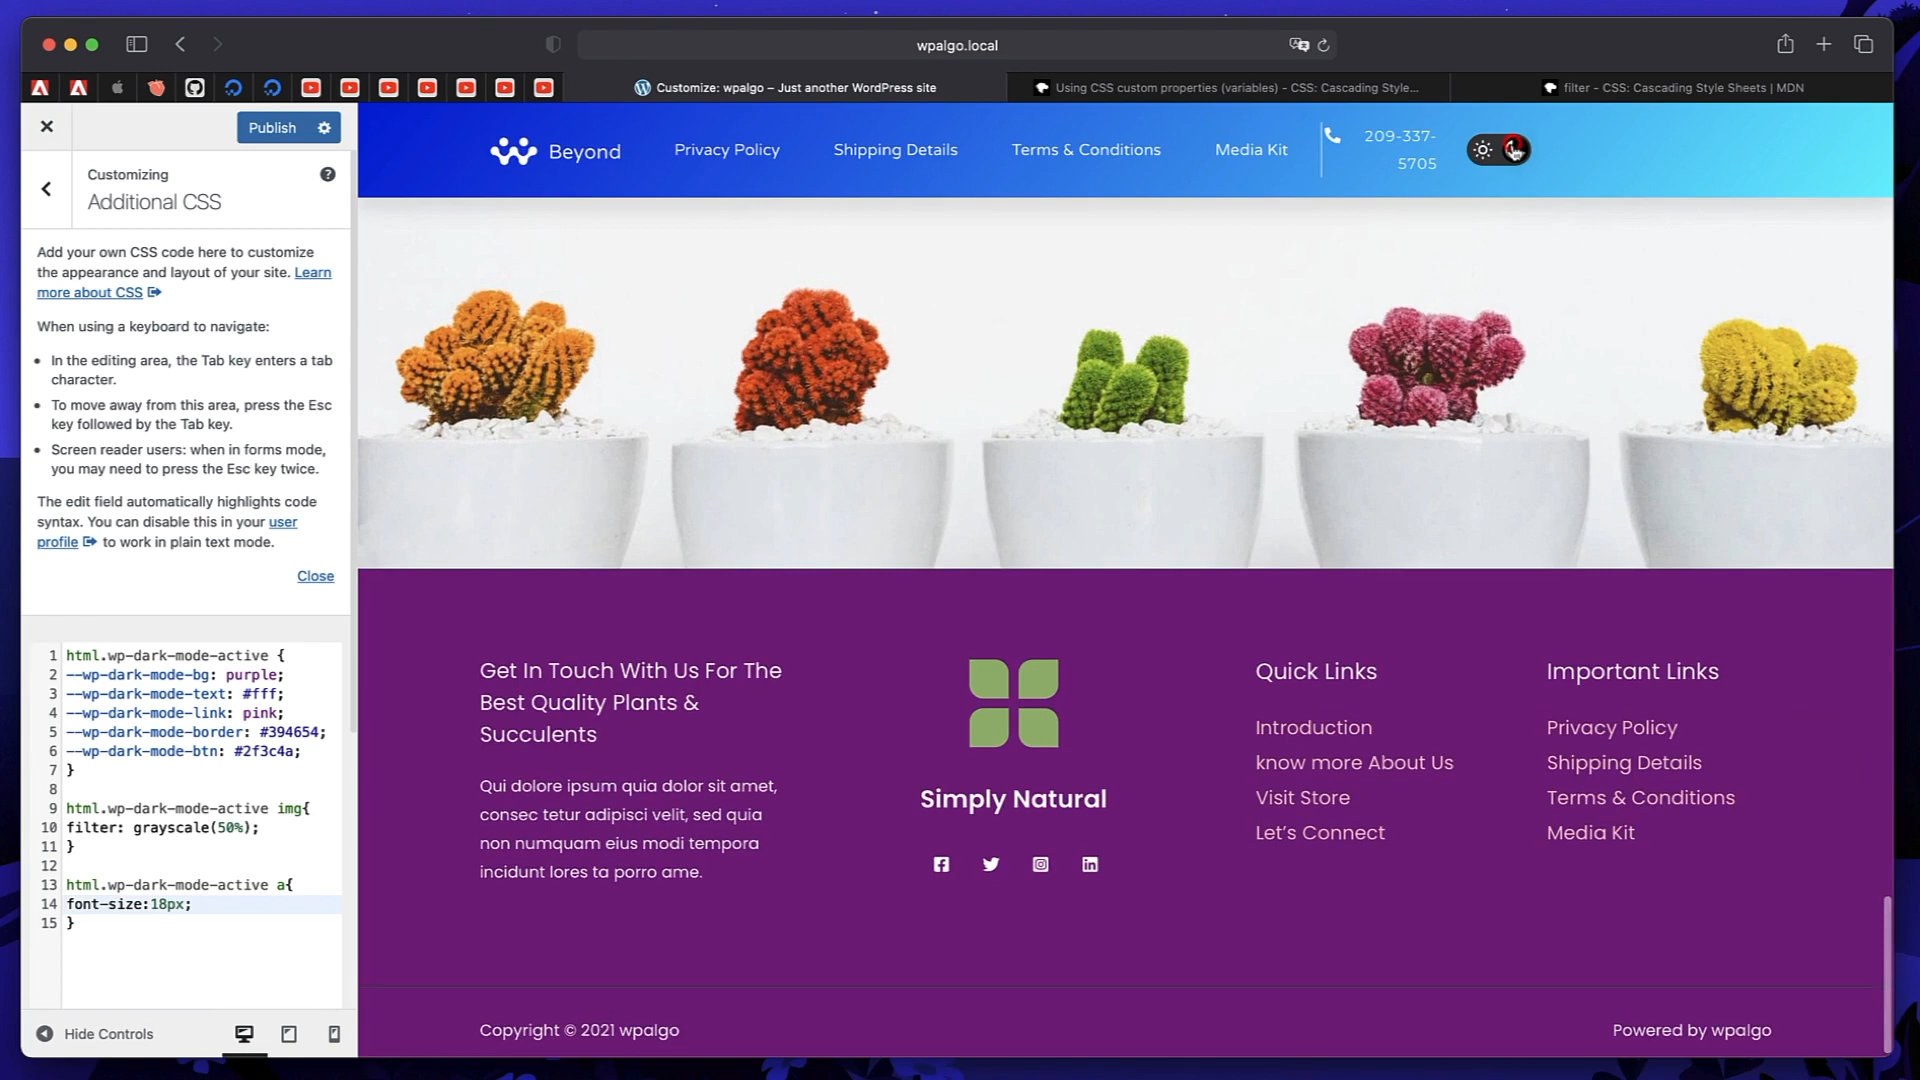 wpalgo.local
Customize: wpalgo – Just another WordPress site
Using CSS custom properties (variables) - CSS: Cascading Style...
filter - CSS: Cascading Style Sheets | MDN
Publish
Customizing
Additional CSS
Add your own CSS code here to customize
the appearance and layout of your site. Learn
more about CSS
When using a keyboard to navigate:
In the editing area, the Tab key enters a tab
character.
To move away from this area, press the Esc
key followed by the Tab key.
Screen reader users: when in forms mode,
you may need to press the Esc key twice.
The edit field automatically highlights code
syntax. You can disable this in your user
profile to work in plain text mode.
Close
1 html.wp-dark-mode-active {
2 --wp-dark-mode-bg: purple;
3 --wp-dark-mode-text: #fff;
4 --wp-dark-mode-link: pink;
5 --wp-dark-mode-border: #394654;
6 --wp-dark-mode-btn: #2f3c4a;
7 }
8
9 html.wp-dark-mode-active img{
10 filter: grayscale(50%);
11 }
12
13 html.wp-dark-mode-active a{
14 font-size:18px;
15 }
Hide Controls
Beyond
Privacy Policy
Shipping Details
Terms & Conditions
Media Kit
209-337-
5705
Get In Touch With Us For The
Best Quality Plants &
Succulents
Qui dolore ipsum quia dolor sit amet,
consec tetur adipisci velit, sed quia
non numquam eius modi tempora
incidunt lores ta porro ame.
Simply Natural
Quick Links
Introduction
know more About Us
Visit Store
Let's Connect
Important Links
Privacy Policy
Shipping Details
Terms & Conditions
Media Kit
Copyright © 2021 wpalgo
Powered by wpalgo